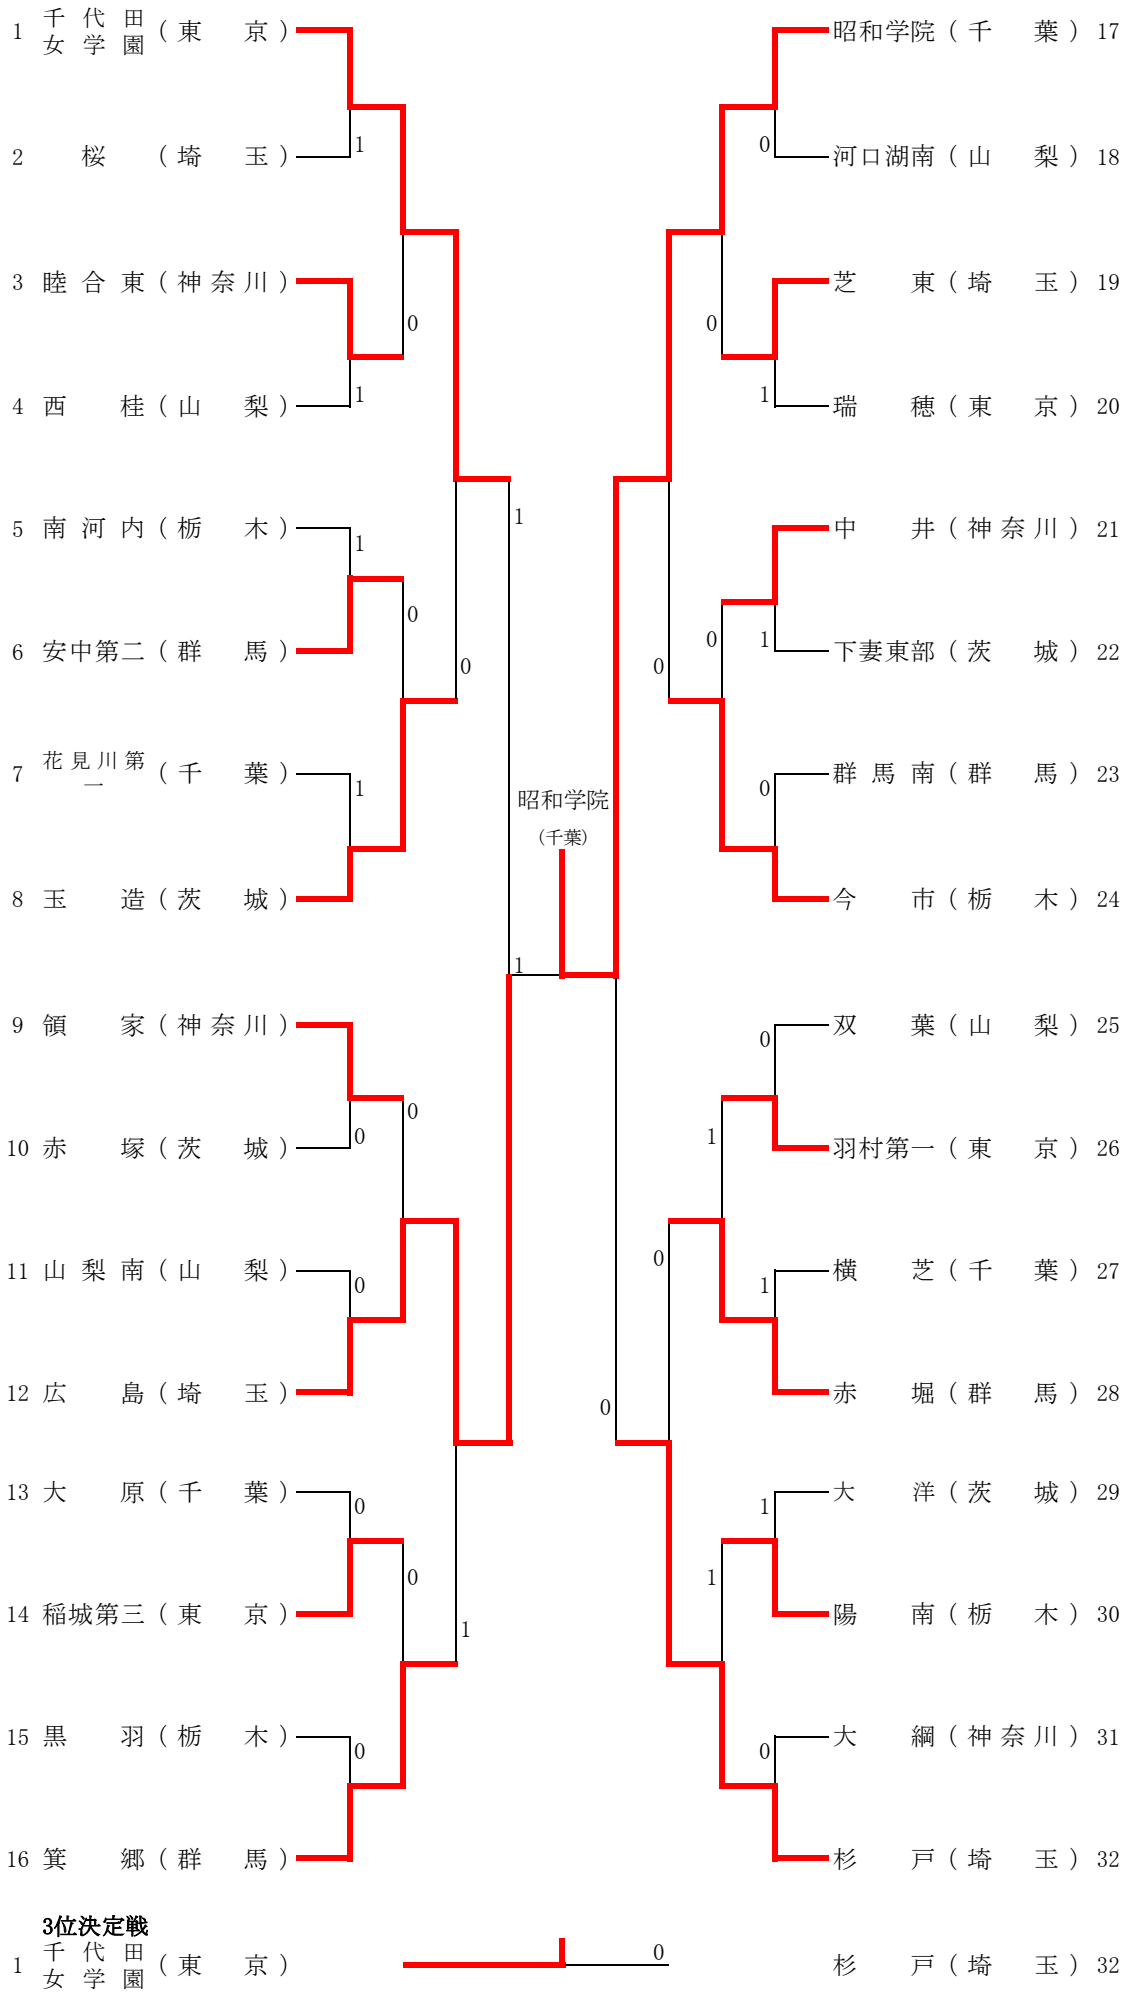 1 千代田女学園 (東京)
2 桜 (埼玉)
1
3 睦合東 (神奈川)
0
4 西桂 (山梨)
1
1
5 南河内 (栃木)
1
0
6 安中第二 (群馬)
0
7 花見川第一 (千葉)
1
8 玉造 (茨城)
1
9 領家 (神奈川)
0
10 赤塚 (茨城)
0
11 山梨南 (山梨)
0
12 広島 (埼玉)
13 大原 (千葉)
0
0
14 稲城第三 (東京)
1
15 黒羽 (栃木)
0
16 箕郷 (群馬)
昭和学院
(千葉)
昭和学院 (千葉) 17
0
河口湖南 (山梨) 18
芝東 (埼玉) 19
0
1
瑞穂 (東京) 20
中井 (神奈川) 21
0
1
下妻東部 (茨城) 22
0
群馬南 (群馬) 23
0
今市 (栃木) 24
双葉 (山梨) 25
0
1
羽村第一 (東京) 26
0
横芝 (千葉) 27
1
赤堀 (群馬) 28
0
大洋 (茨城) 29
1
1
陽南 (栃木) 30
大綱 (神奈川) 31
0
杉戸 (埼玉) 32
3位決定戦
1 千代田女学園 (東京)
0
杉戸 (埼玉) 32